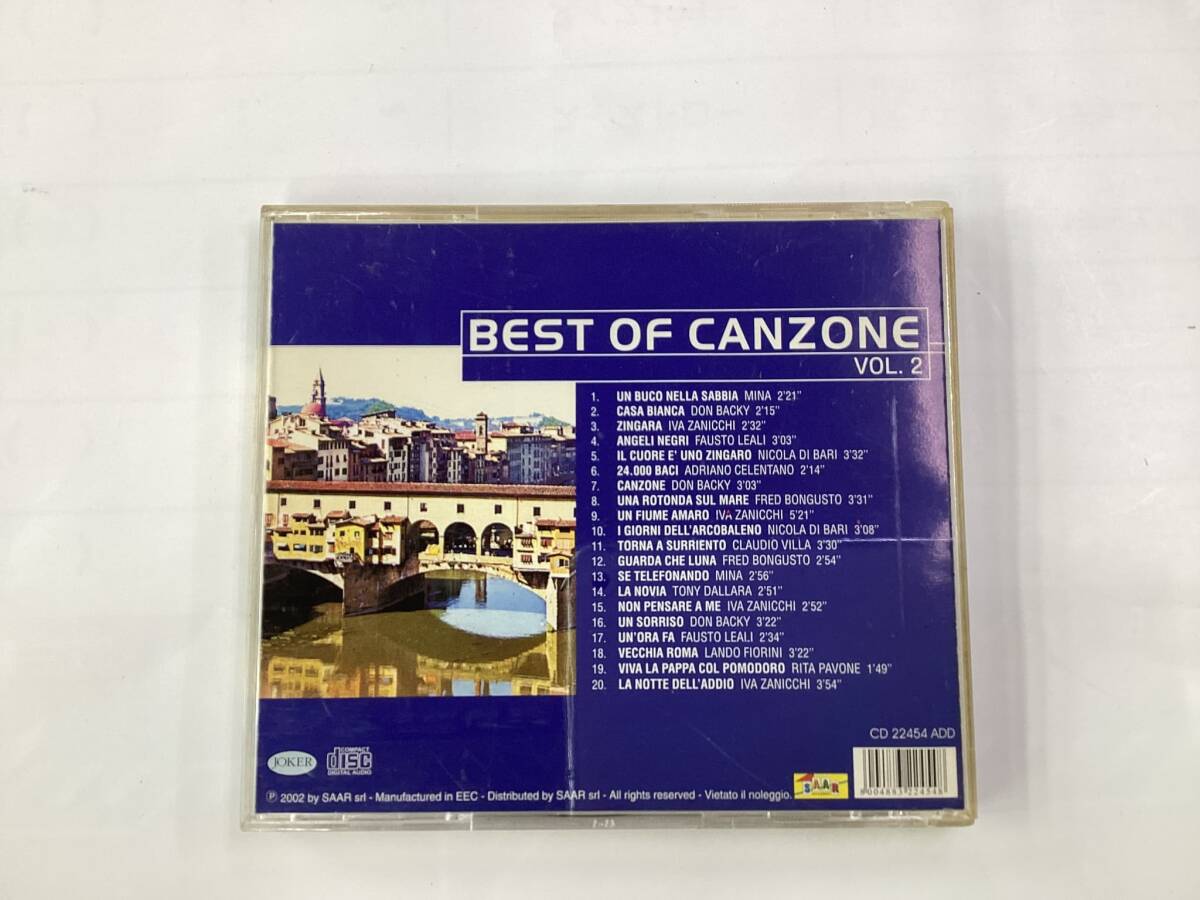 BEST OF CANZONE
VOL. 2
1. UN BUCO NELLA SABBIA MINA 2'21"
2. CASA BIANCA DON BACKY 2'15"
3. ZINGARA IVA ZANICCHI 2'32"
4. ANGELI NEGRI FAUSTO LEALI 3'03"
5. IL CUORE E' UNO ZINGARO NICOLA DI BARI 3'32"
6. 24.000 BACI ADRIANO CELENTANO 2'14"
7. CANZONE DON BACKY 3'03"
8. UNA ROTONDA SUL MARE FRED BONGUSTO 3'31"
9. UN FIUME AMARO IVA ZANICCHI 5'21"
10. I GIORNI DELL'ARCOBALENO NICOLA DI BARI 3'08"
11. TORNA A SURRIENTO CLAUDIO VILLA 3'30"
12. GUARDA CHE LUNA FRED BONGUSTO 2'54"
13. SE TELEFONANDO MINA 2'56"
14. LA NOVIA TONY DALLARA 2'51"
15. NON PENSARE A ME IVA ZANICCHI 2'52"
16. UN SORRISO DON BACKY 3'22"
17. UN'ORA FA FAUSTO LEALI 2'34"
18. VECCHIA ROMA LANDO FIORINI 3'22"
19. VIVA LA PAPPA COL POMODORO RITA PAVONE 1'49"
20. LA NOTTE DELL'ADDIO IVA ZANICCHI 3'54"
CD 22454 ADD
JOKER
COMPACT
disc
DIGITAL AUDIO
SAAR
8 004883 224548
℗ 2002 by SAAR srl - Manufactured in EEC - Distributed by SAAR srl - All rights reserved - Vietato il noleggio.